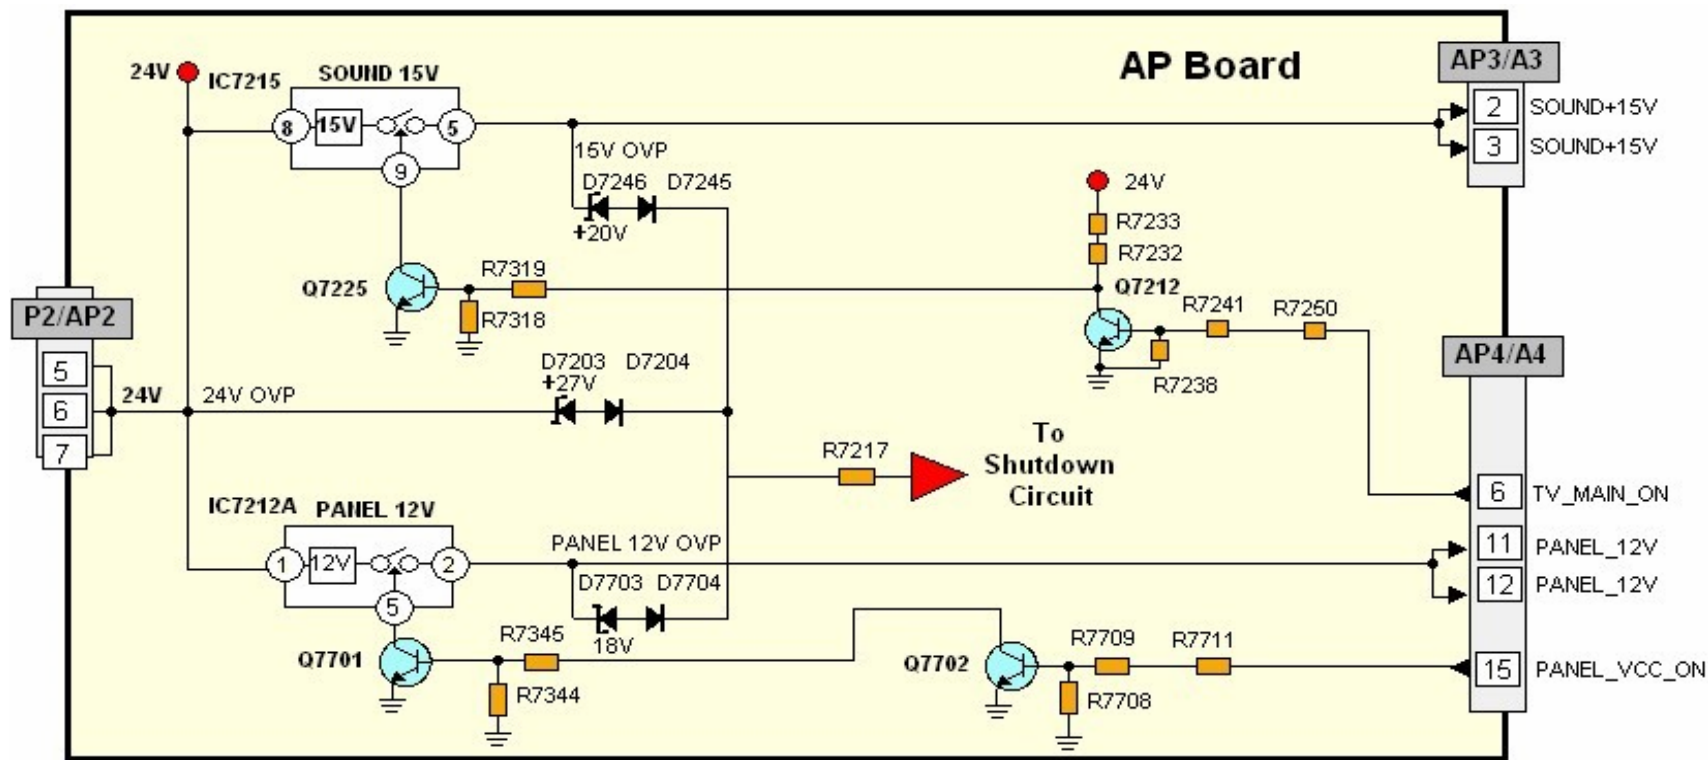 AP Board
24V
IC7215
SOUND 15V
8
15V
5
9
15V OVP
D7246 D7245
+20V
AP3/A3
2
SOUND+15V
3
SOUND+15V
24V
R7233
R7232
Q7225
R7319
R7318
Q7212
R7241
R7250
R7238
P2/AP2
5
6
7
24V
24V OVP
D7203 D7204
+27V
R7217
To
Shutdown
Circuit
AP4/A4
6
TV_MAIN_ON
11
PANEL_12V
12
PANEL_12V
15
PANEL_VCC_ON
IC7212A
PANEL 12V
1
12V
2
5
PANEL 12V OVP
D7703 D7704
18V
Q7701
R7345
R7344
Q7702
R7709
R7711
R7708